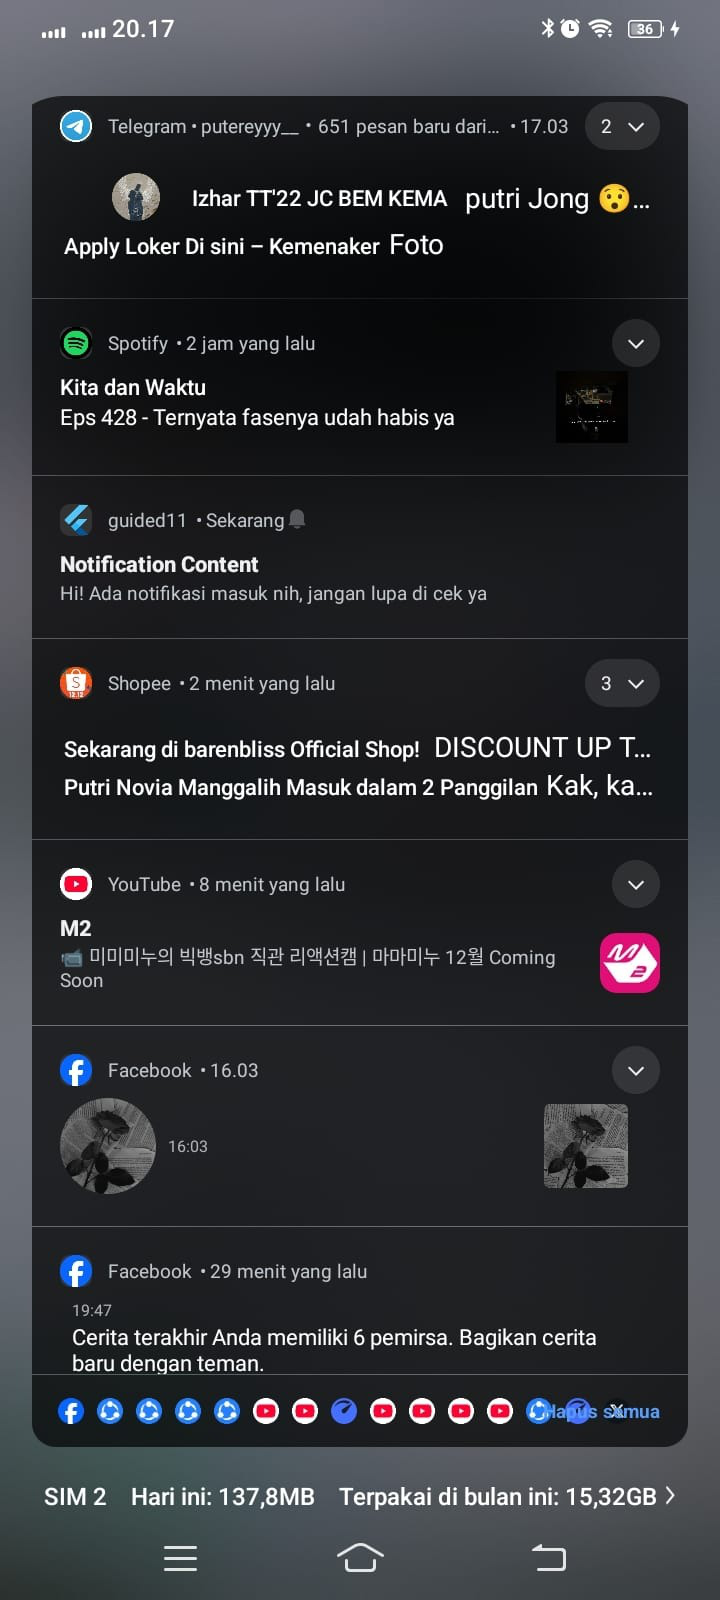 20.17 36
Telegram • putereyyy__ • 651 pesan baru dari... • 17.03 2
Izhar TT'22 JC BEM KEMA putri Jong 😯...
Apply Loker Di sini – Kemenaker Foto
Spotify • 2 jam yang lalu
Kita dan Waktu
Eps 428 - Ternyata fasenya udah habis ya
guided11 • Sekarang
Notification Content
Hi! Ada notifikasi masuk nih, jangan lupa di cek ya
Shopee • 2 menit yang lalu 3
Sekarang di barenbliss Official Shop! DISCOUNT UP T...
Putri Novia Manggalih Masuk dalam 2 Panggilan Kak, ka...
YouTube • 8 menit yang lalu
M2
📹 미미미누의 빅뱅sbn 직관 리액션캠 | 마마미누 12월 Coming
Soon
Facebook • 16.03
16:03
Facebook • 29 menit yang lalu
19:47
Cerita terakhir Anda memiliki 6 pemirsa. Bagikan cerita
baru dengan teman.
Hapus semua
SIM 2 Hari ini: 137,8MB Terpakai di bulan ini: 15,32GB